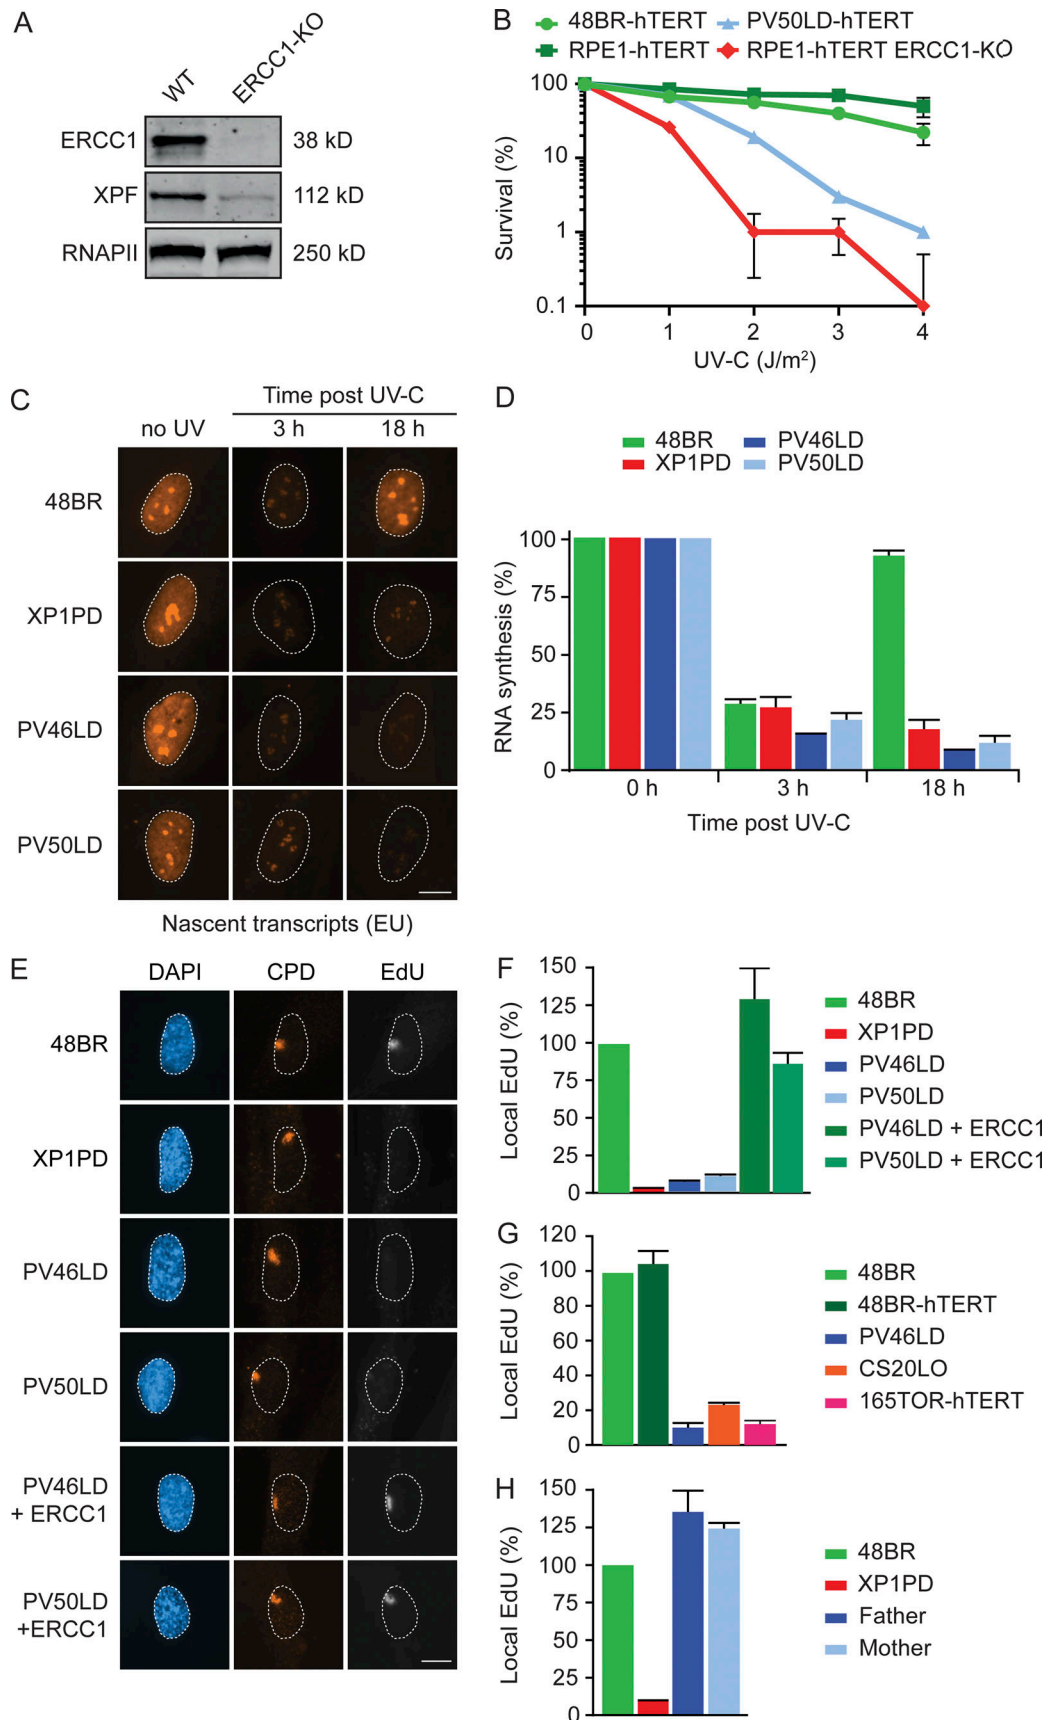 A
WT
ERCC1-KO
ERCC1
38 kD
XPF
112 kD
RNAPII
250 kD
B
48BR-hTERT
PV50LD-hTERT
RPE1-hTERT
RPE1-hTERT ERCC1-KO
Survival (%)
100
10
1
0.1
0
1
2
3
4
UV-C (J/m²)
C
Time post UV-C
no UV
3 h
18 h
48BR
XP1PD
PV46LD
PV50LD
Nascent transcripts (EU)
D
48BR
PV46LD
XP1PD
PV50LD
RNA synthesis (%)
100
75
50
25
0
0 h
3 h
18 h
Time post UV-C
E
DAPI
CPD
EdU
48BR
XP1PD
PV46LD
PV50LD
PV46LD
+ ERCC1
PV50LD
+ERCC1
F
Local EdU (%)
150
125
100
75
50
25
0
48BR
XP1PD
PV46LD
PV50LD
PV46LD + ERCC1
PV50LD + ERCC1
G
Local EdU (%)
120
100
80
60
40
20
0
48BR
48BR-hTERT
PV46LD
CS20LO
165TOR-hTERT
H
Local EdU (%)
150
125
100
75
50
25
0
48BR
XP1PD
Father
Mother